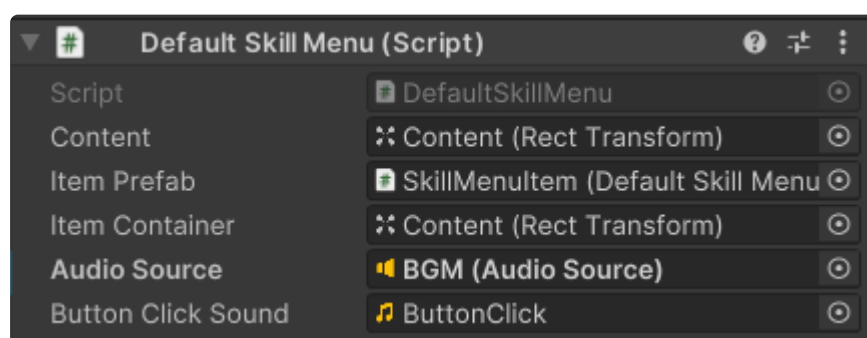 Default Skill Menu (Script)
Script DefaultSkillMenu
Content Content (Rect Transform)
Item Prefab SkillMenuItem (Default Skill Menu
Item Container Content (Rect Transform)
Audio Source BGM (Audio Source)
Button Click Sound ButtonClick